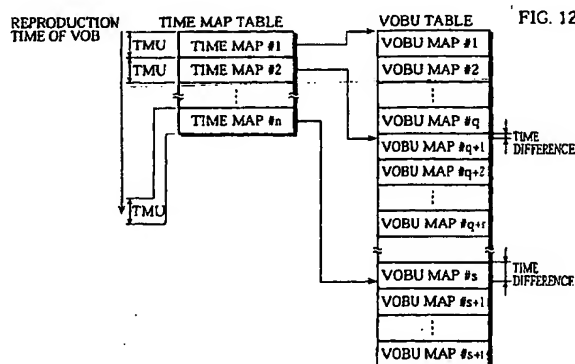 FIG. 12
REPRODUCTION
TIME OF VOB
TIME MAP TABLE
VOBU TABLE
TMU
TIME MAP #1
TMU
TIME MAP #2
TIME MAP #n
TMU
VOBU MAP #1
VOBU MAP #2
VOBU MAP #q
VOBU MAP #q+1
VOBU MAP #q+2
VOBU MAP #q+r
VOBU MAP #s
VOBU MAP #s+1
VOBU MAP #s+t
TIME
DIFFERENCE
TIME
DIFFERENCE